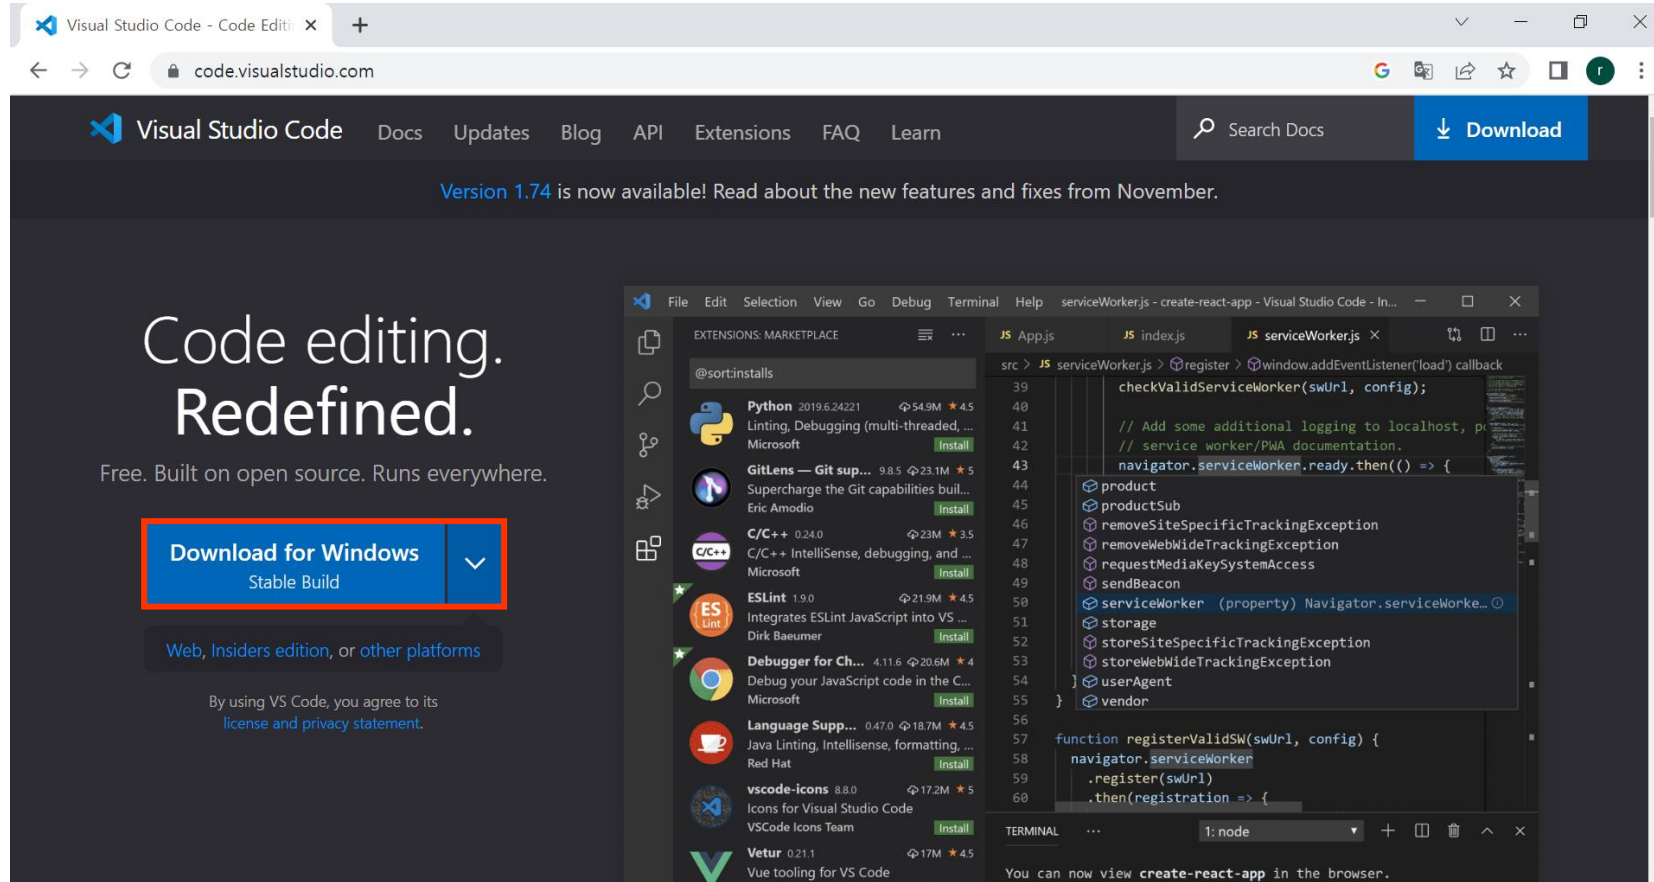 Visual Studio Code - Code Editi
code.visualstudio.com
r
Visual Studio Code Docs Updates Blog API Extensions FAQ Learn Search Docs Download
Version 1.74 is now available! Read about the new features and fixes from November.
Code editing.
Redefined.
Free. Built on open source. Runs everywhere.
Download for Windows
Stable Build
Web, Insiders edition, or other platforms
By using VS Code, you agree to its
license and privacy statement.
File Edit Selection View Go Debug Terminal Help serviceWorker.js - create-react-app - Visual Studio Code - In...
EXTENSIONS: MARKETPLACE
@sort:installs
Python 2019.6.24221 54.9M ★ 4.5
Linting, Debugging (multi-threaded, ...
Microsoft Install
GitLens — Git sup... 9.8.5 23.1M ★ 5
Supercharge the Git capabilities buil...
Eric Amodio Install
C/C++ 0.24.0 23M ★ 3.5
C/C++
C/C++ IntelliSense, debugging, and ...
Microsoft Install
ESLint 1.9.0 21.9M ★ 4.5
ES
Lint
Integrates ESLint JavaScript into VS ...
Dirk Baeumer Install
Debugger for Ch... 4.11.6 20.6M ★ 4
Debug your JavaScript code in the C...
Microsoft Install
Language Supp... 0.47.0 18.7M ★ 4.5
Java Linting, Intellisense, formatting, ...
Red Hat Install
vscode-icons 8.8.0 17.2M ★ 5
Icons for Visual Studio Code
VSCode Icons Team Install
Vetur 0.21.1 17M ★ 4.5
Vue tooling for VS Code
JS App.js JS index.js JS serviceWorker.js
src > JS serviceWorker.js > register > window.addEventListener('load') callback
39 checkValidServiceWorker(swUrl, config);
40
41 // Add some additional logging to localhost, p
42 // service worker/PWA documentation.
43 navigator.serviceWorker.ready.then(() => {
44 product
45 productSub
46 removeSiteSpecificTrackingException
47 removeWebWideTrackingException
48 requestMediaKeySystemAccess
49 sendBeacon
50 serviceWorker (property) Navigator.serviceWorke...
51 storage
52 storeSiteSpecificTrackingException
53 storeWebWideTrackingException
54 } userAgent
55 } vendor
56
57 function registerValidSW(swUrl, config) {
58 navigator.serviceWorker
59 .register(swUrl)
60 .then(registration => {
TERMINAL ... 1: node
You can now view create-react-app in the browser.